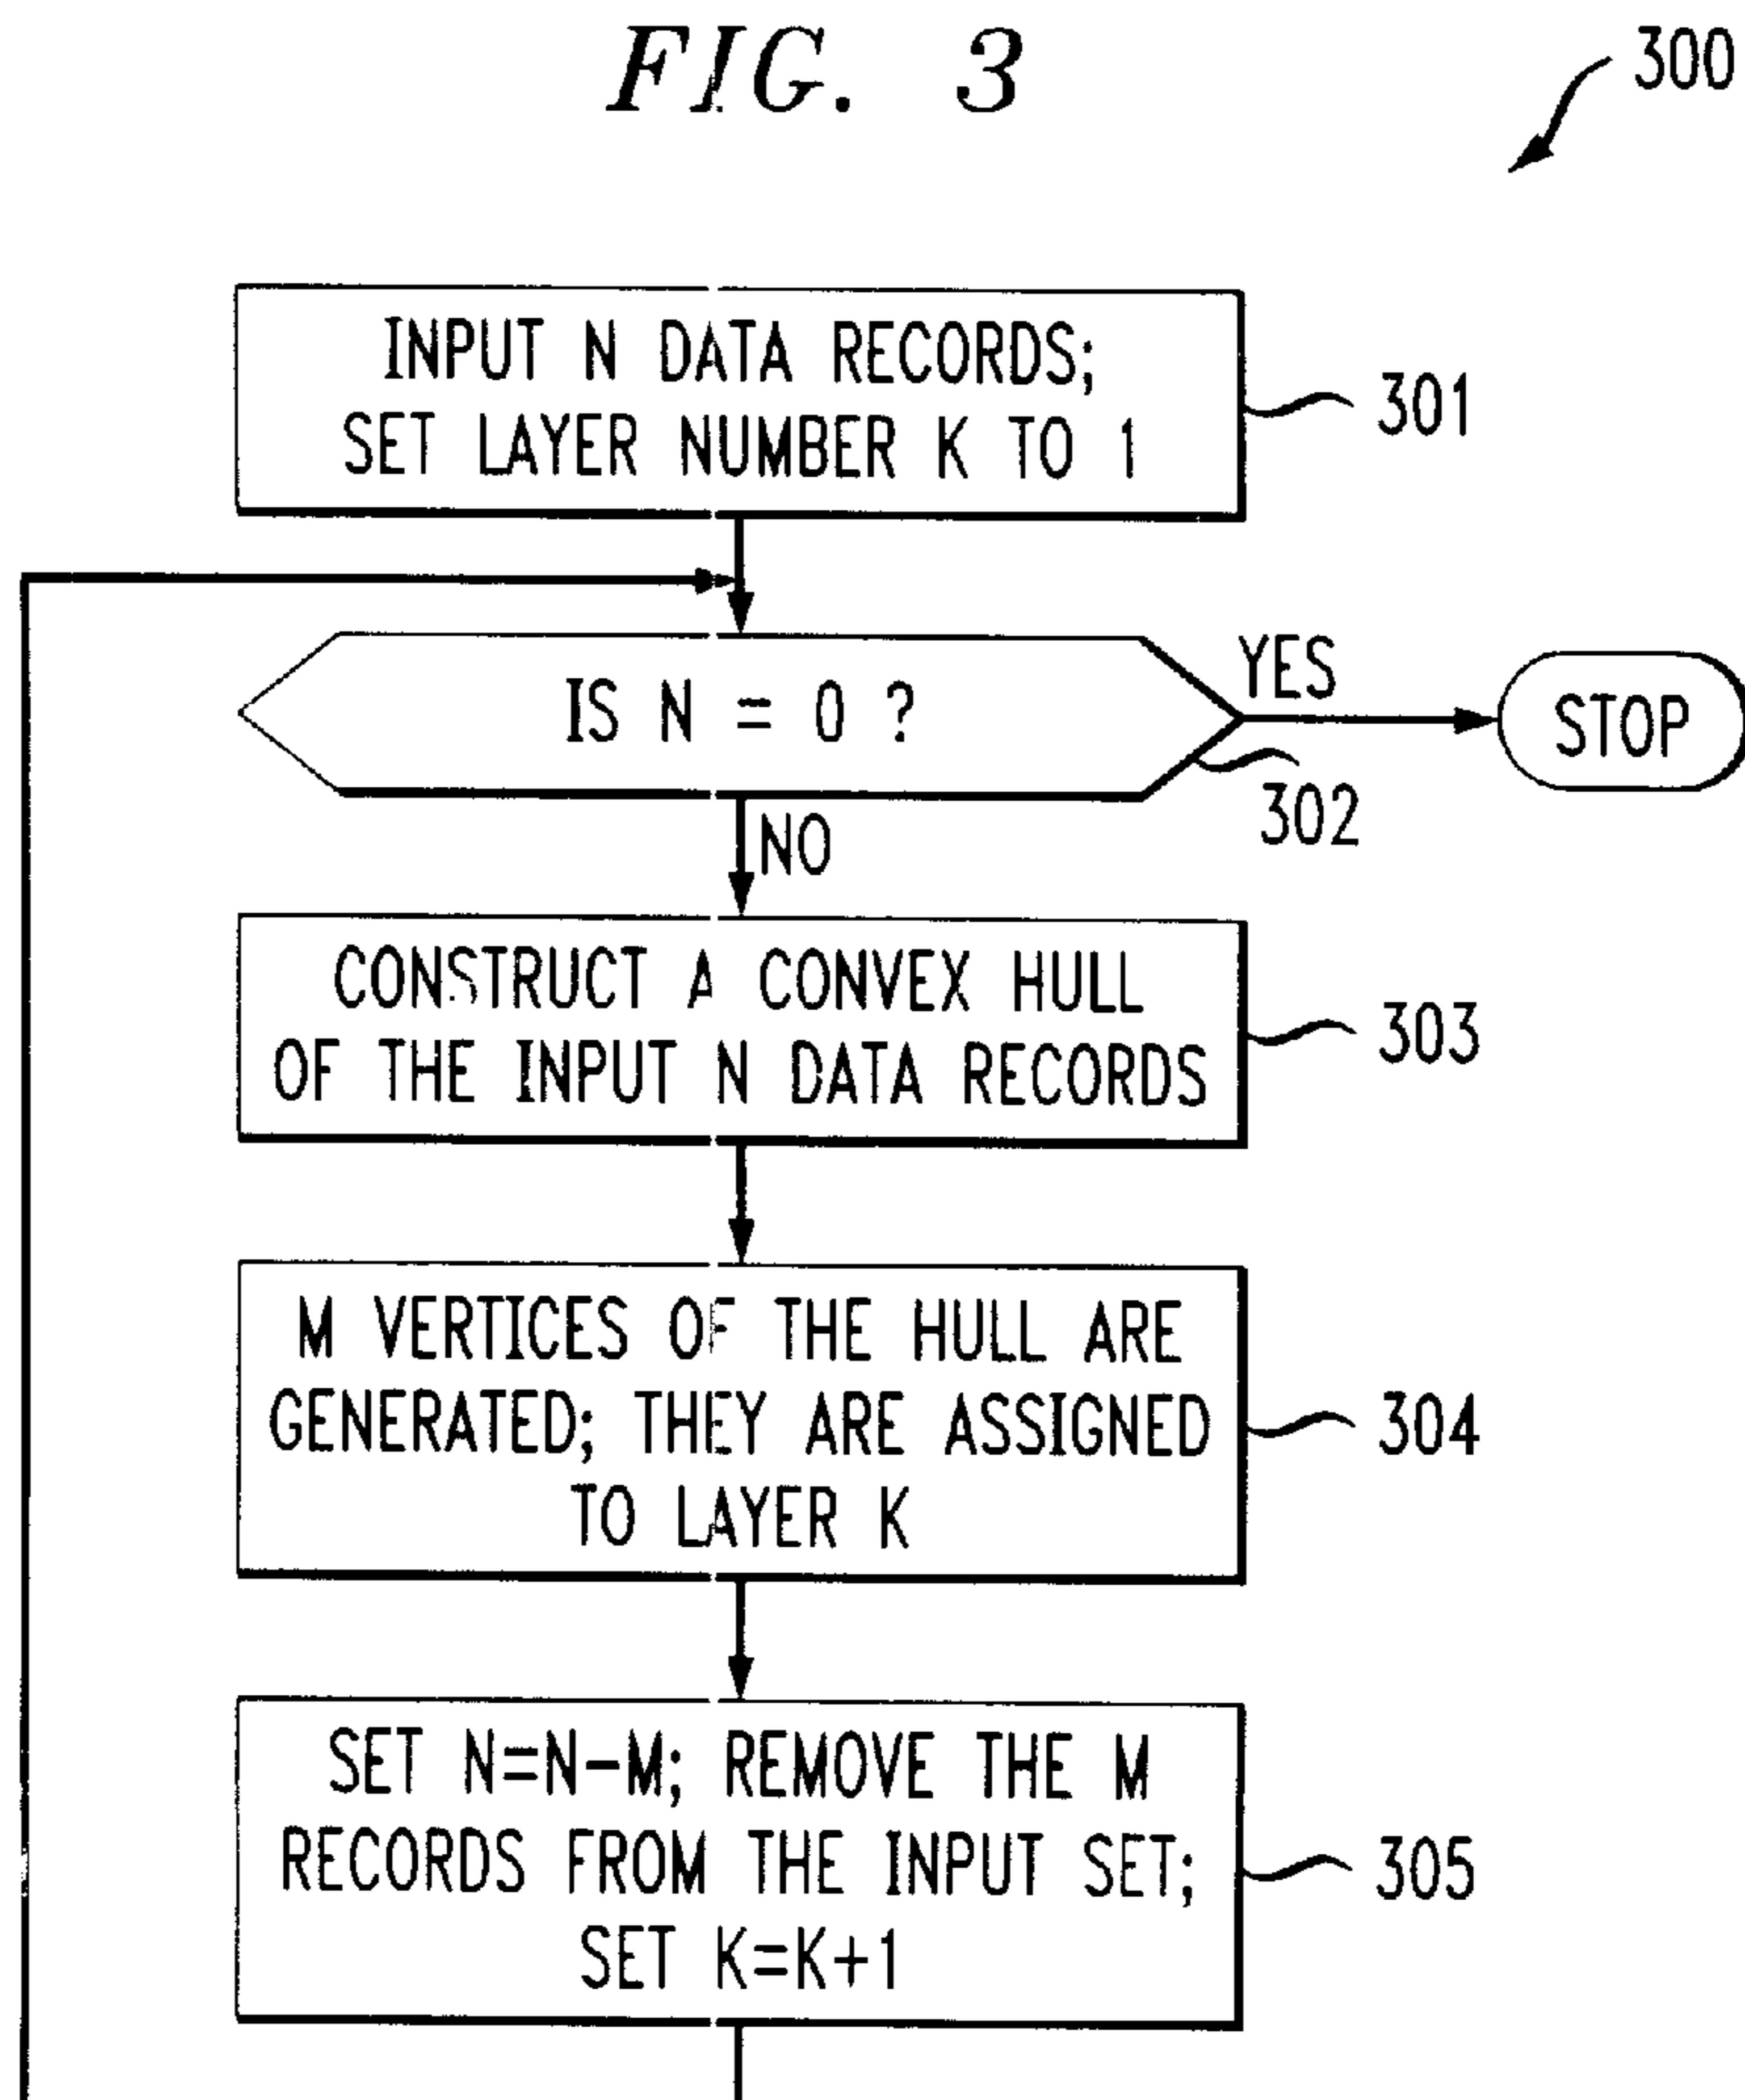 FIG. 3
300
INPUT N DATA RECORDS;
SET LAYER NUMBER K TO 1
301
IS N = 0 ?
YES
STOP
302
NO
CONSTRUCT A CONVEX HULL
OF THE INPUT N DATA RECORDS
303
M VERTICES OF THE HULL ARE
GENERATED; THEY ARE ASSIGNED
TO LAYER K
304
SET N=N-M; REMOVE THE M
RECORDS FROM THE INPUT SET;
SET K=K+1
305